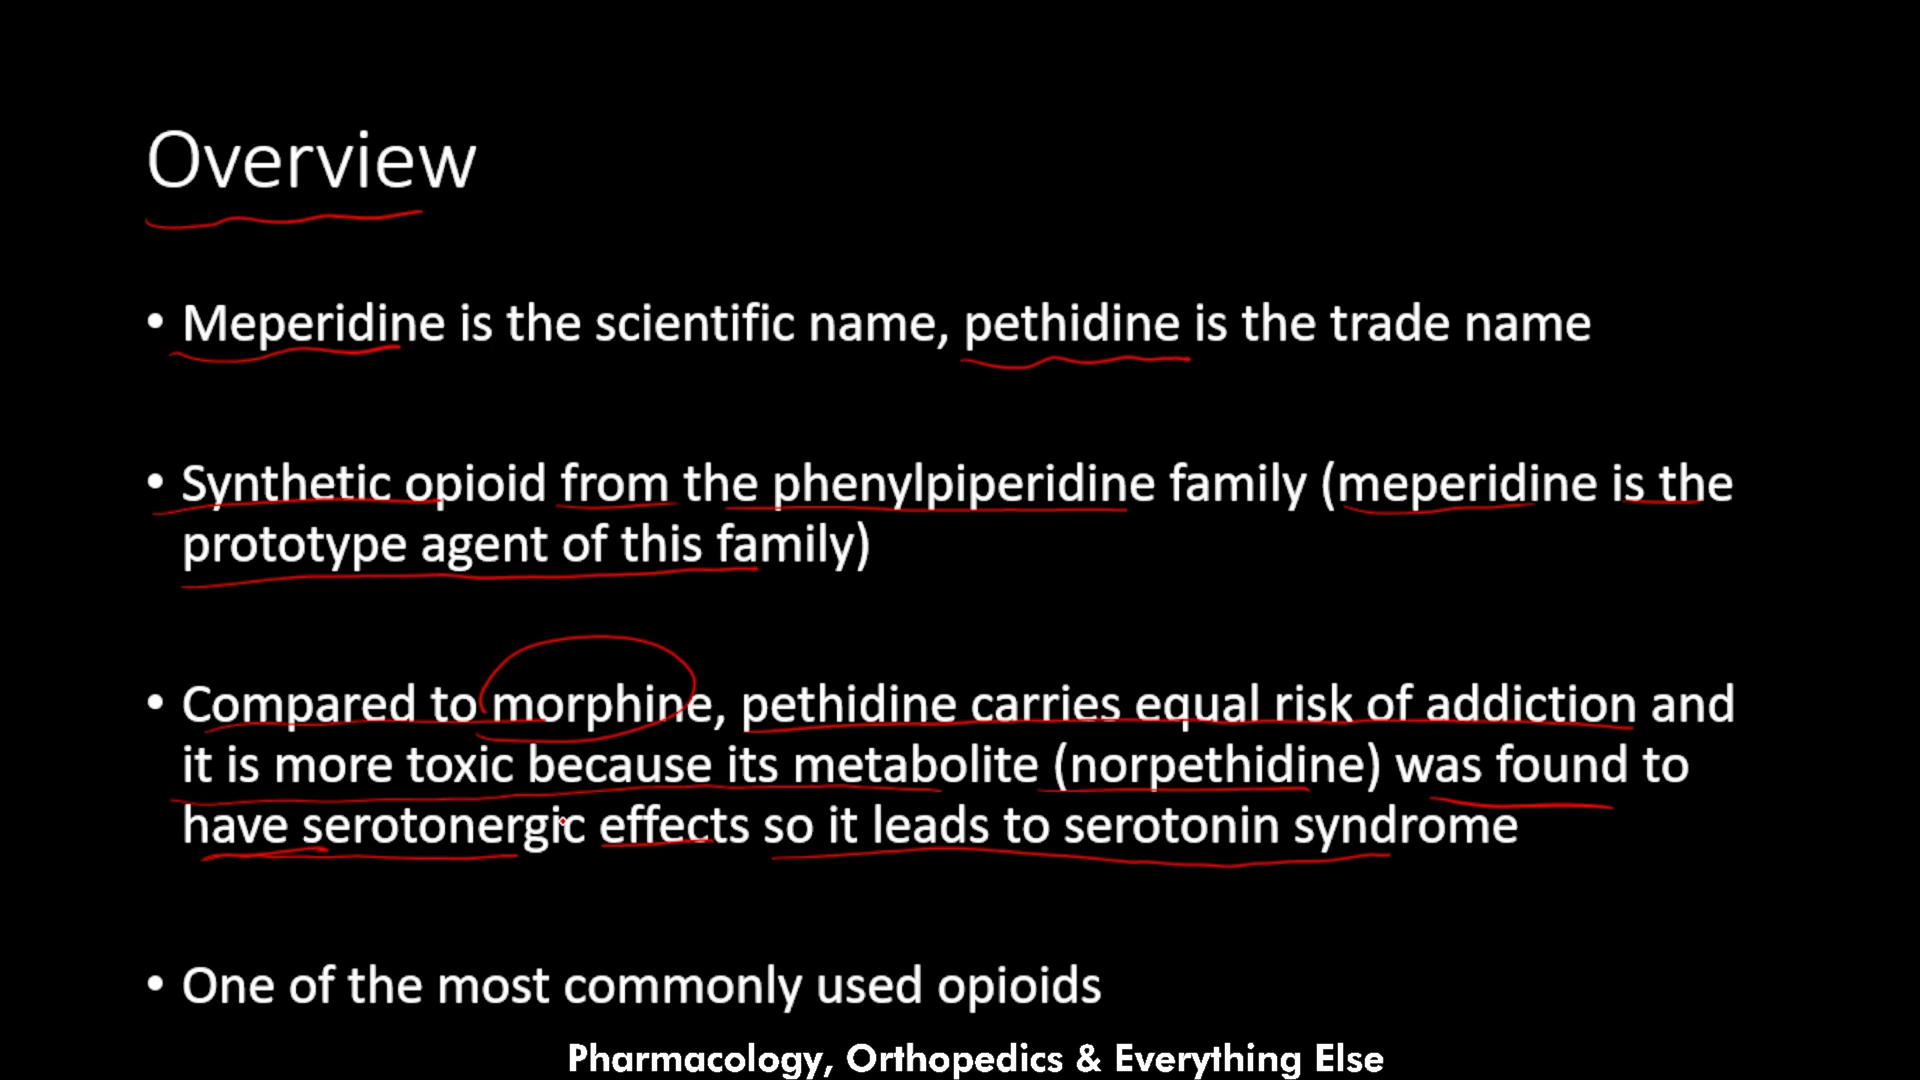 Overview
• Meperidine is the scientific name, pethidine is the trade name
• Synthetic opioid from the phenylpiperidine family (meperidine is the
prototype agent of this family)
• Compared to morphine, pethidine carries equal risk of addiction and
it is more toxic because its metabolite (norpethidine) was found to
have serotonergic effects so it leads to serotonin syndrome
• One of the most commonly used opioids
Pharmacology, Orthopedics & Everything Else